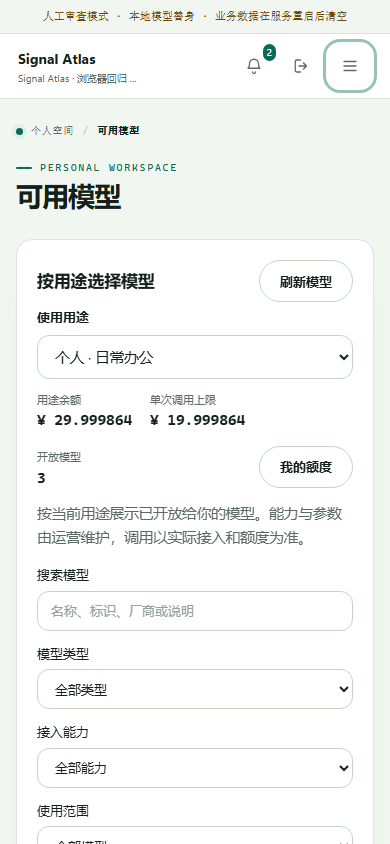 人工审查模式 · 本地模型替身 · 业务数据在服务重启后清空
Signal Atlas
Signal Atlas · 浏览器回归 ...
2
个人空间 / 可用模型
PERSONAL WORKSPACE
可用模型
按用途选择模型
刷新模型
使用用途
个人 · 日常办公
用途余额 单次调用上限
¥ 29.999864 ¥ 19.999864
开放模型
3
我的额度
按当前用途展示已开放给你的模型。能力与参数
由运营维护，调用以实际接入和额度为准。
搜索模型
名称、标识、厂商或说明
模型类型
全部类型
接入能力
全部能力
使用范围
全部模型